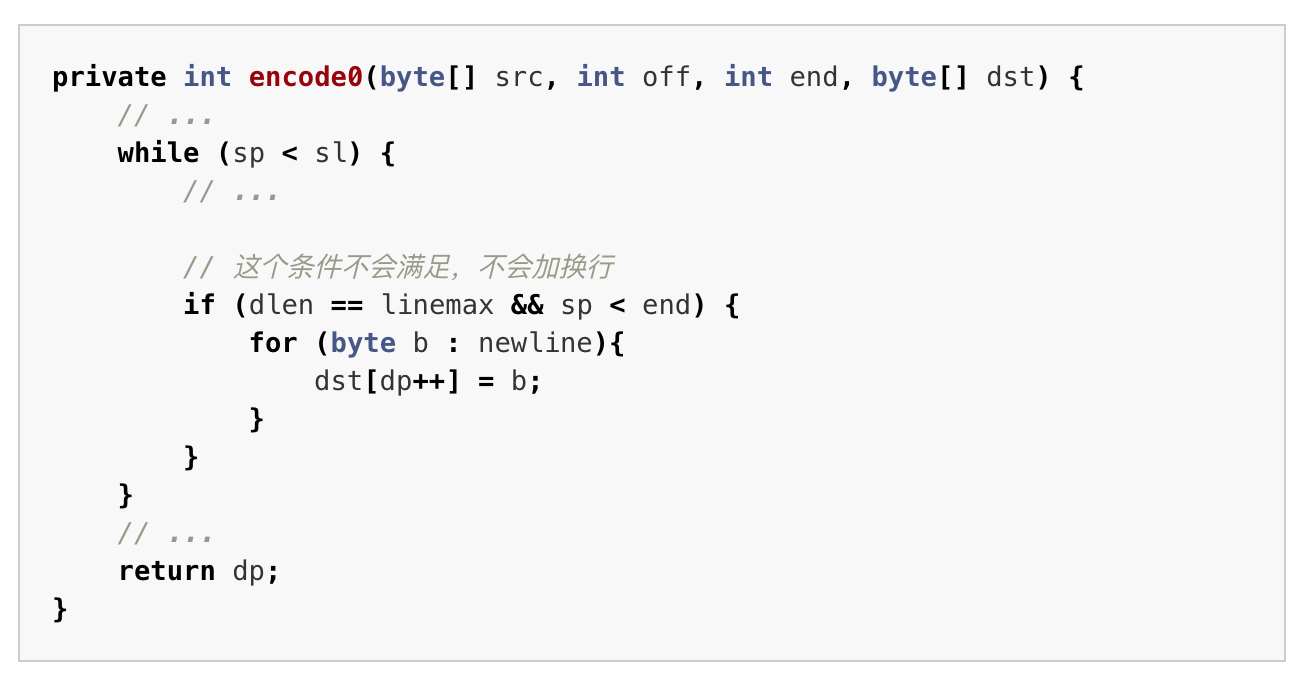 private int encode0(byte[] src, int off, int end, byte[] dst) {
    // ...
    while (sp < sl) {
        // ...

        // 这个条件不会满足，不会加换行
        if (dlen == linemax && sp < end) {
            for (byte b : newline){
                dst[dp++] = b;
            }
        }
    }
    // ...
    return dp;
}